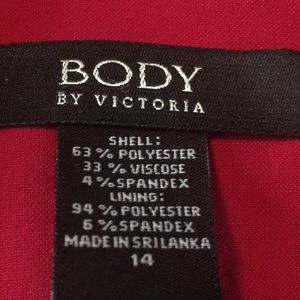 BODY
BY VICTORIA
SHELL:
63 % POLYESTER
33 % VISCOSE
4 % SPANDEX
LINING:
94 % POLYESTER
6 % SPANDEX
MADE IN SRI LANKA
14